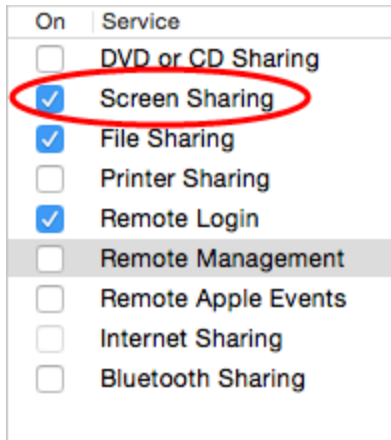 On Service
DVD or CD Sharing
Screen Sharing
File Sharing
Printer Sharing
Remote Login
Remote Management
Remote Apple Events
Internet Sharing
Bluetooth Sharing